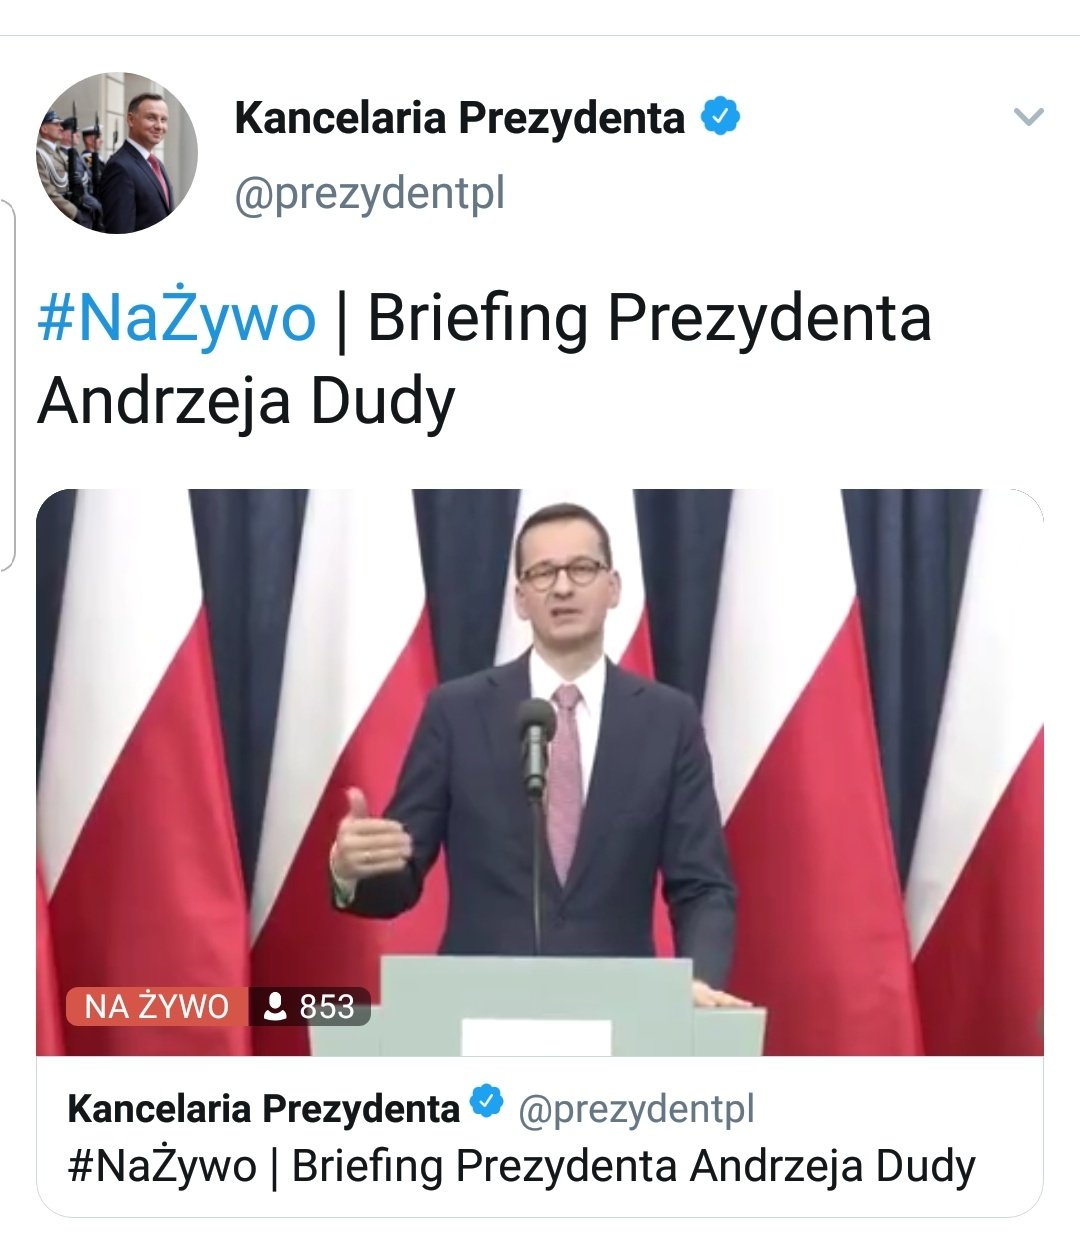 Kancelaria Prezydenta
@prezydentpl
#NaŻywo | Briefing Prezydenta
Andrzeja Dudy
NA ŻYWO 853
Kancelaria Prezydenta @prezydentpl
#NaŻywo | Briefing Prezydenta Andrzeja Dudy